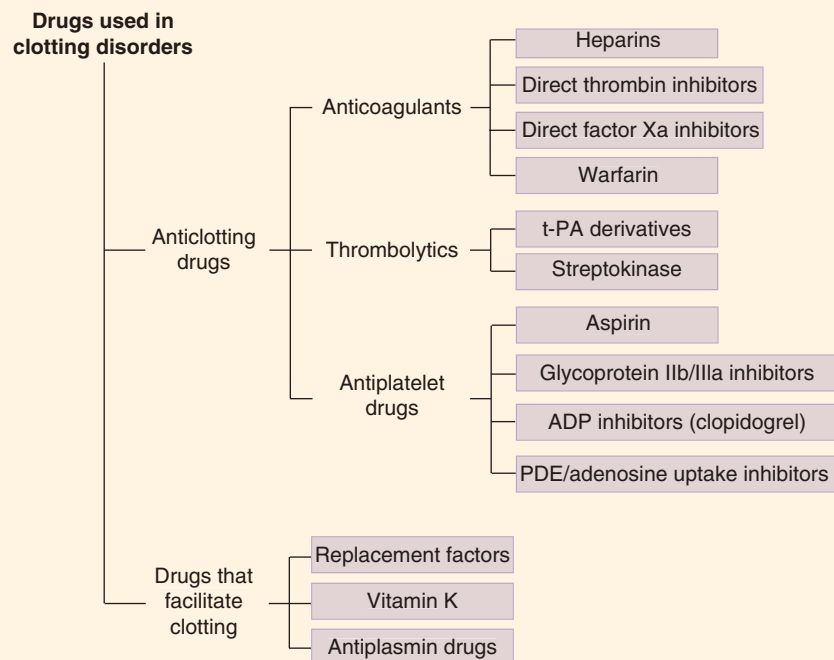 Drugs used in
clotting disorders
Anticlotting
drugs
Anticoagulants
Heparins
Direct thrombin inhibitors
Direct factor Xa inhibitors
Warfarin
Thrombolytics
t-PA derivatives
Streptokinase
Antiplatelet
drugs
Aspirin
Glycoprotein IIb/IIIa inhibitors
ADP inhibitors (clopidogrel)
PDE/adenosine uptake inhibitors
Drugs that
facilitate
clotting
Replacement factors
Vitamin K
Antiplasmin drugs